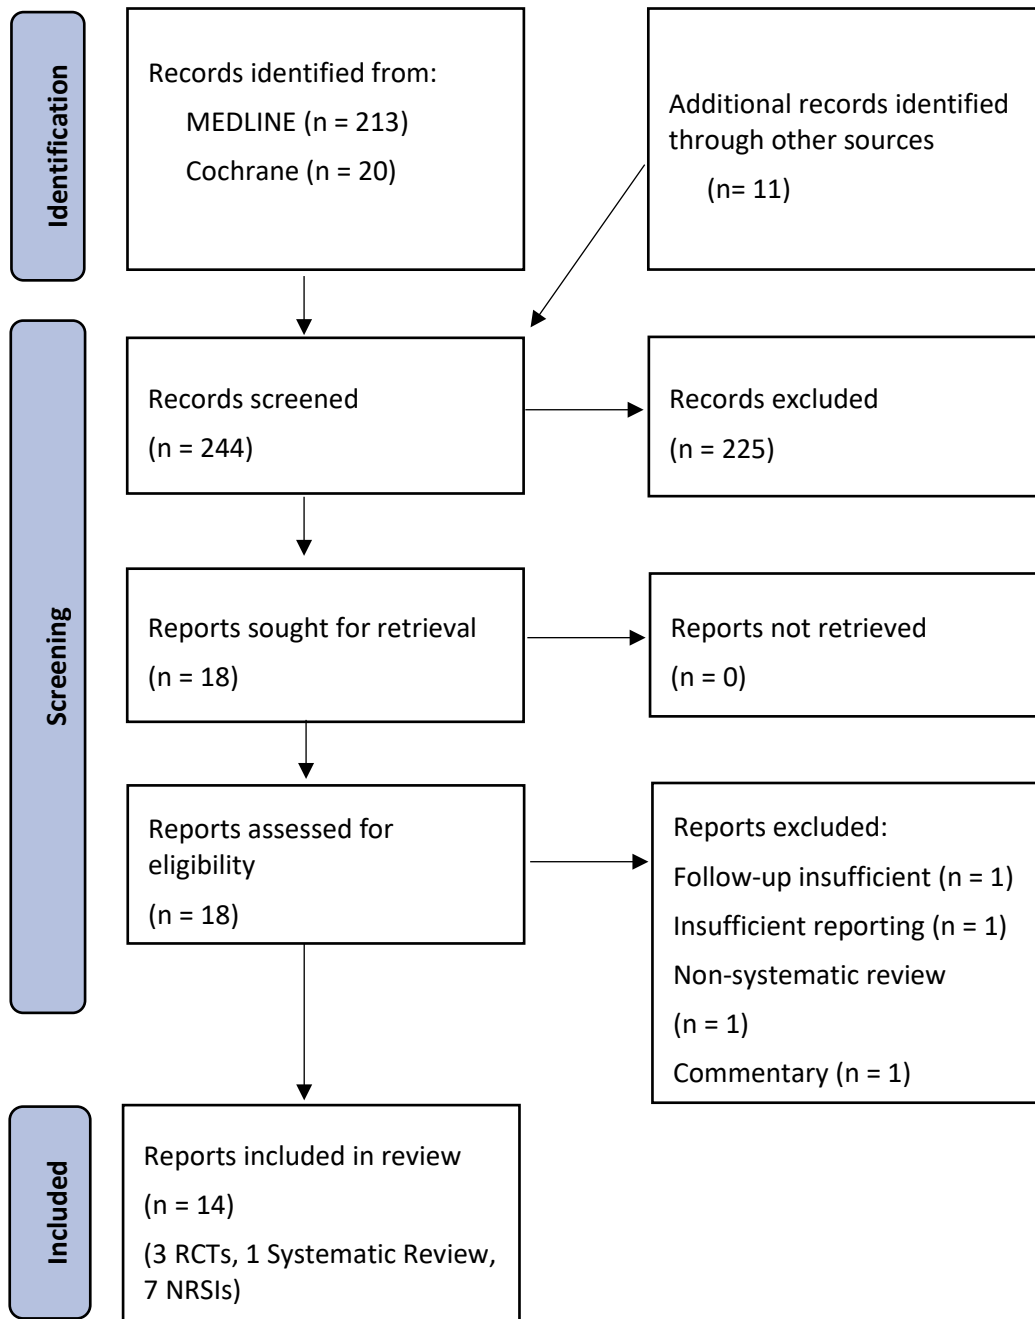 Identification
Records identified from:
MEDLINE (n = 213)
Cochrane (n = 20)
Additional records identified
through other sources
(n= 11)
Screening
Records screened
(n = 244)
Records excluded
(n = 225)
Reports sought for retrieval
(n = 18)
Reports not retrieved
(n = 0)
Reports assessed for
eligibility
(n = 18)
Reports excluded:
Follow-up insufficient (n = 1)
Insufficient reporting (n = 1)
Non-systematic review
(n = 1)
Commentary (n = 1)
Included
Reports included in review
(n = 14)
(3 RCTs, 1 Systematic Review,
7 NRSIs)